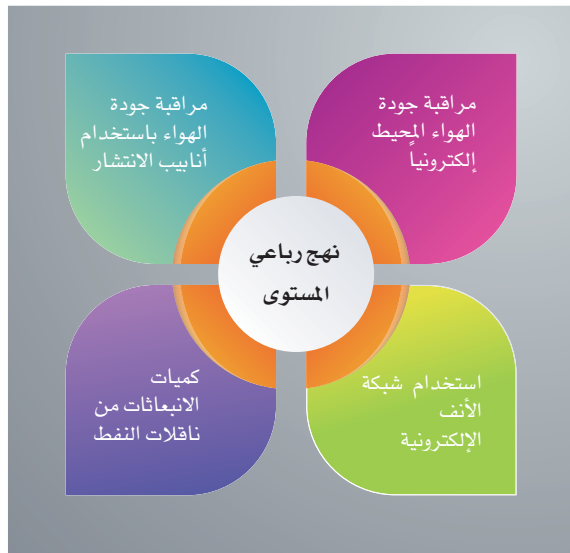 مراقبة جودة
الهواء المحيط
إلكترونياً
مراقبة جودة
الهواء باستخدام
أنابيب الانتشار
نهج رباعي
المستوى
استخدام شبكة
الأنف
الإلكترونية
كميات
الانبعاثات من
ناقلات النفط